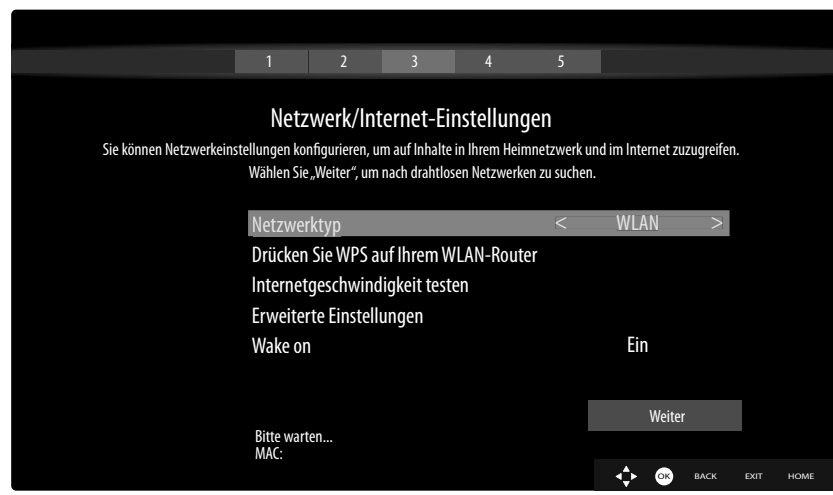 1 2 3 4 5
Netzwerk/Internet-Einstellungen
Sie können Netzwerkeinstellungen konfigurieren, um auf Inhalte in Ihrem Heimnetzwerk und im Internet zuzugreifen.
Wählen Sie „Weiter“, um nach drahtlosen Netzwerken zu suchen.
Netzwerktyp < WLAN >
Drücken Sie WPS auf Ihrem WLAN-Router
Internetgeschwindigkeit testen
Erweiterte Einstellungen
Wake on Ein
Weiter
Bitte warten...
MAC:
OK BACK EXIT HOME